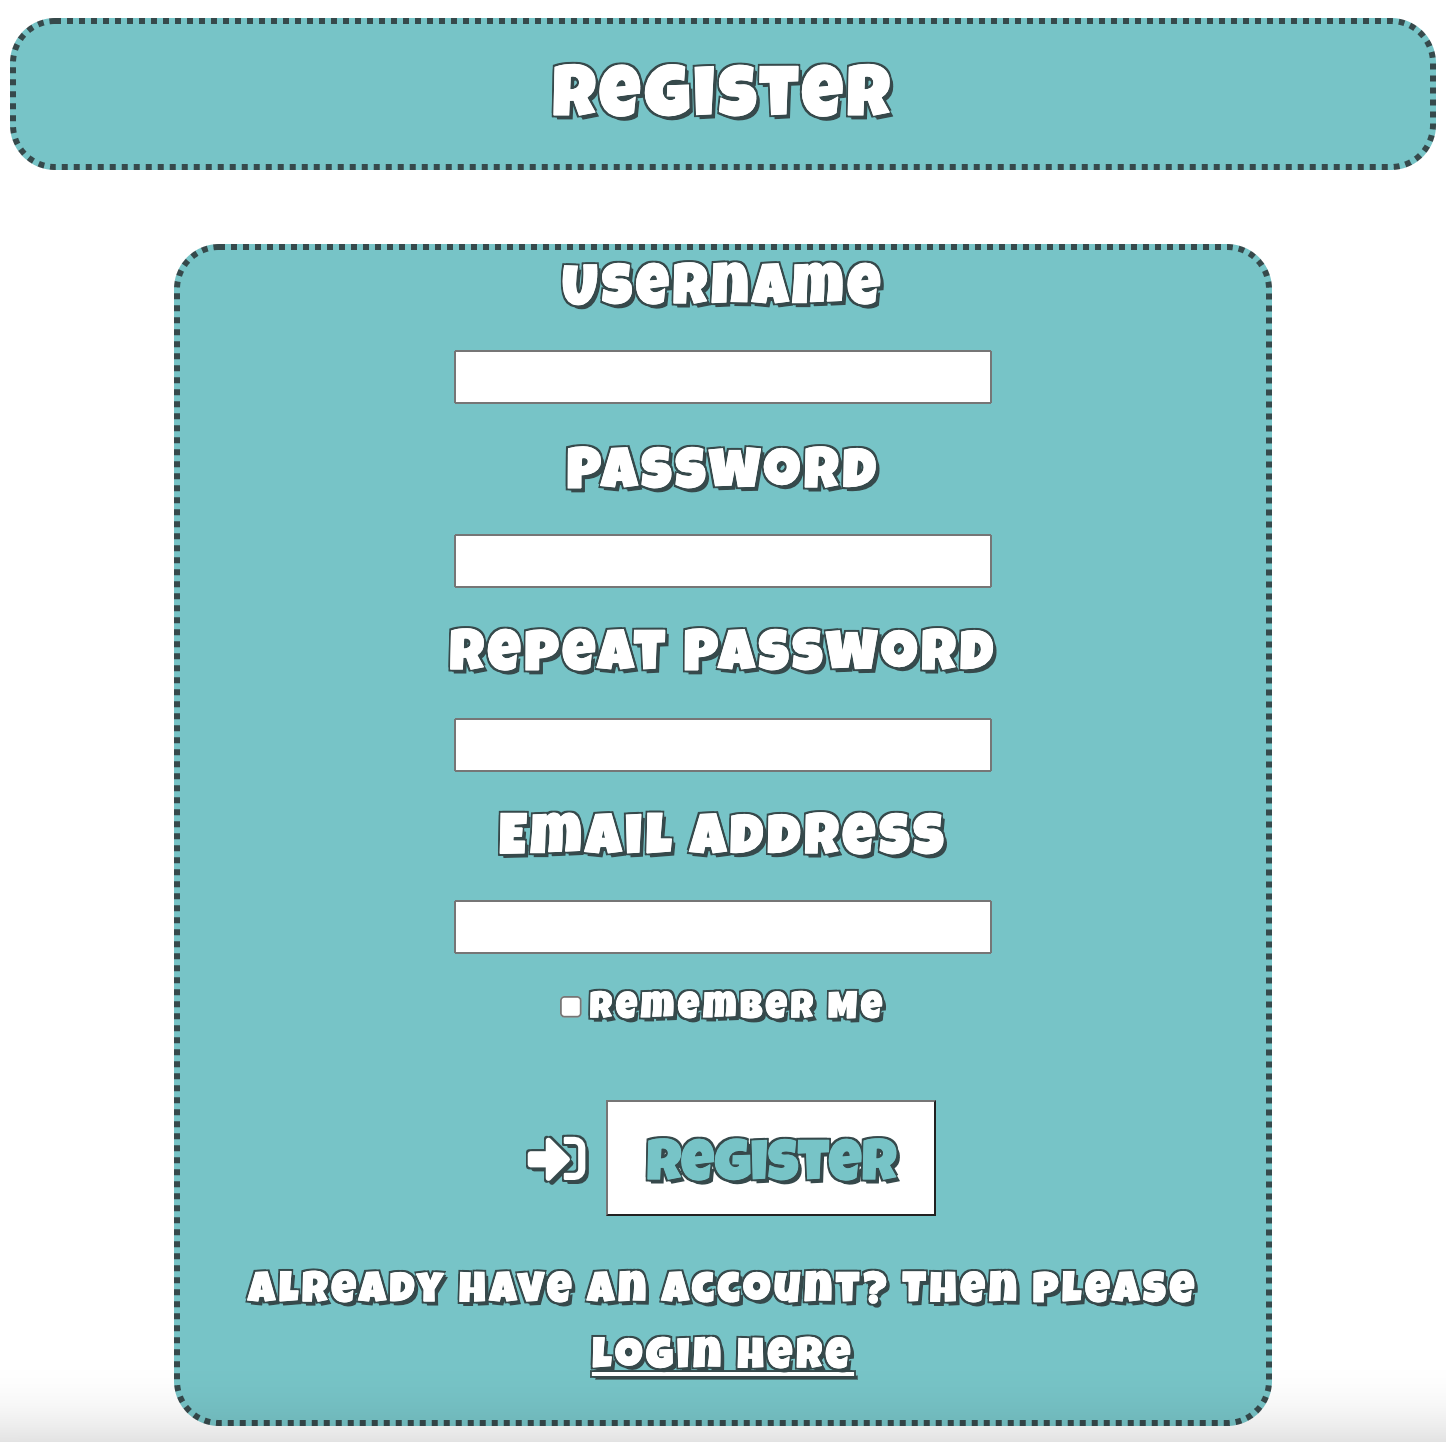 Register
Username
Password
Repeat Password
Email Address
Remember Me
Register
Already have an account? Then please
login here